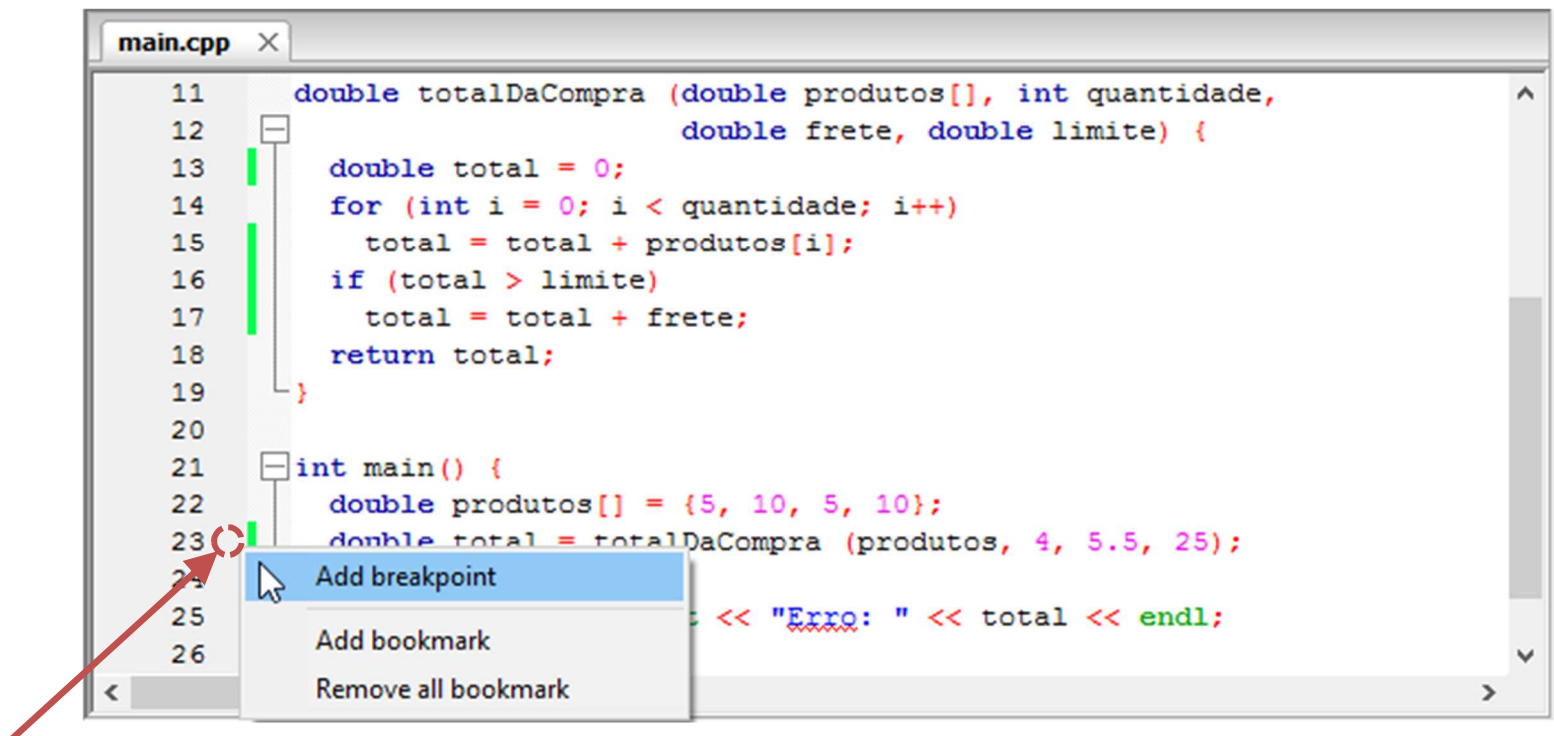 main.cpp
11 double totalDaCompra (double produtos[], int quantidade,
12 double frete, double limite) {
13 double total = 0;
14 for (int i = 0; i < quantidade; i++)
15 total = total + produtos[i];
16 if (total > limite)
17 total = total + frete;
18 return total;
19 }
20
21 int main() {
22 double produtos[] = {5, 10, 5, 10};
23 double total = totalDaCompra (produtos, 4, 5.5, 25);
24
Add breakpoint
25 << "Erro: " << total << endl;
Add bookmark
26
Remove all bookmark